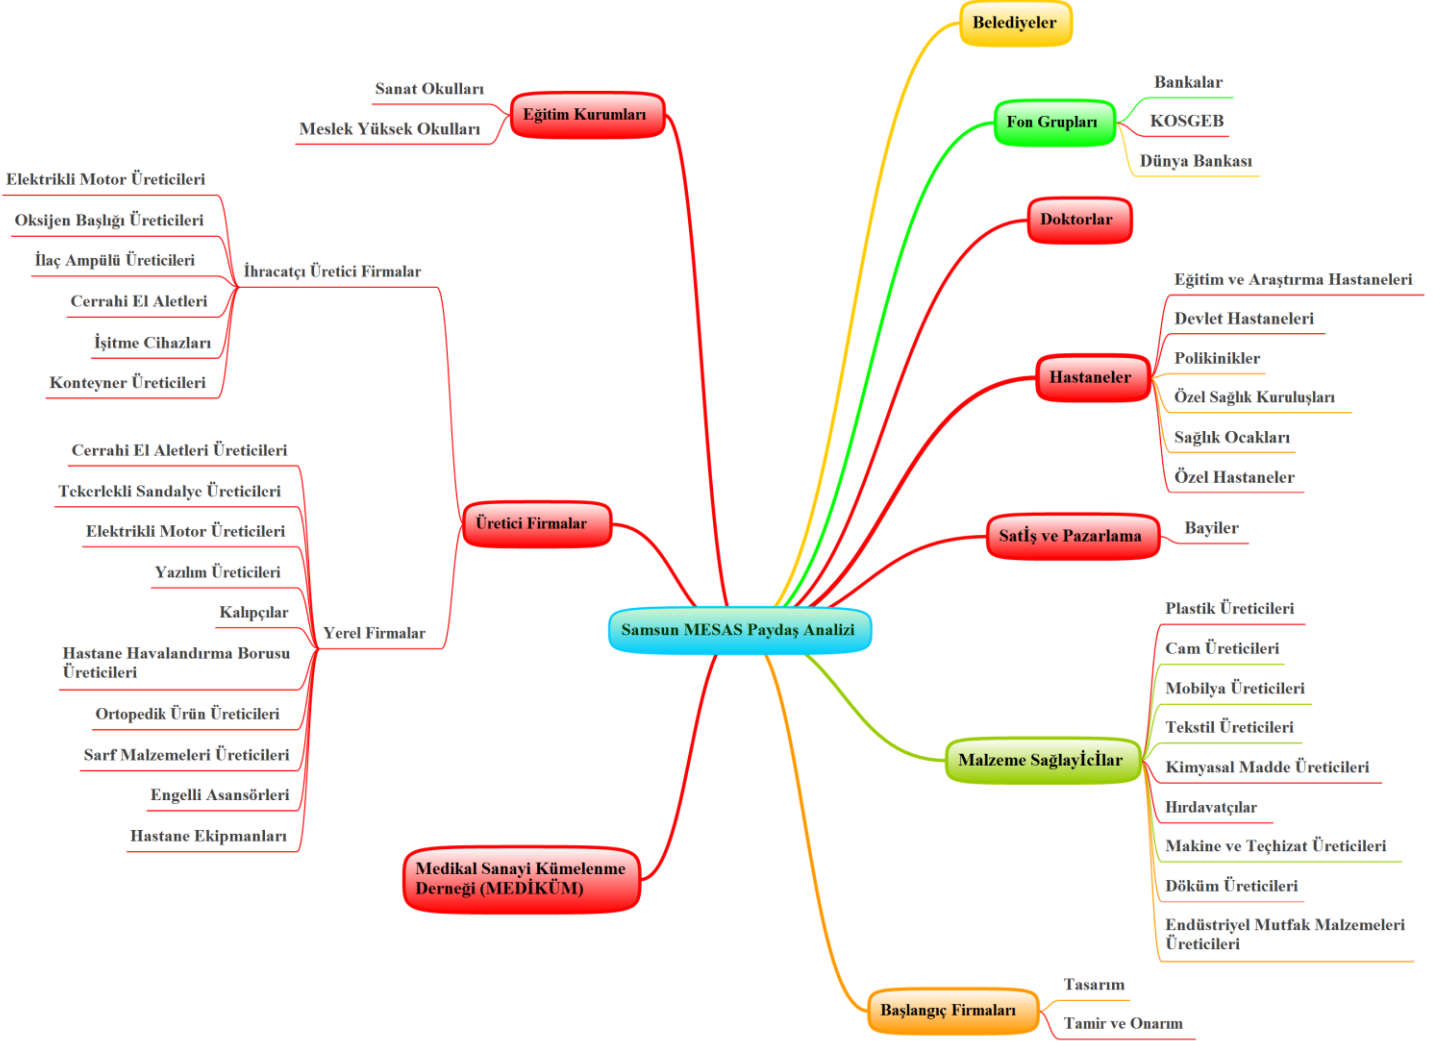 Belediyeler
Bankalar
Fon Grupları
KOSGEB
Dünya Bankası
Doktorlar
Eğitim ve Araştırma Hastaneleri
Devlet Hastaneleri
Polikinikler
Hastaneler
Özel Sağlık Kuruluşları
Sağlık Ocakları
Özel Hastaneler
Satİş ve Pazarlama
Bayiler
Plastik Üreticileri
Cam Üreticileri
Mobilya Üreticileri
Tekstil Üreticileri
Malzeme Sağlayİcİlar
Kimyasal Madde Üreticileri
Hırdavatçılar
Makine ve Teçhizat Üreticileri
Döküm Üreticileri
Endüstriyel Mutfak Malzemeleri
Üreticileri
Tasarım
Başlangıç Firmaları
Tamir ve Onarım
Samsun MESAS Paydaş Analizi
Sanat Okulları
Eğitim Kurumları
Meslek Yüksek Okulları
Elektrikli Motor Üreticileri
Oksijen Başlığı Üreticileri
İlaç Ampülü Üreticileri
İhracatçı Üretici Firmalar
Cerrahi El Aletleri
İşitme Cihazları
Konteyner Üreticileri
Üretici Firmalar
Cerrahi El Aletleri Üreticileri
Tekerlekli Sandalye Üreticileri
Elektrikli Motor Üreticileri
Yazılım Üreticileri
Kalıpçılar
Yerel Firmalar
Hastane Havalandırma Borusu
Üreticileri
Ortopedik Ürün Üreticileri
Sarf Malzemeleri Üreticileri
Engelli Asansörleri
Hastane Ekipmanları
Medikal Sanayi Kümelenme
Derneği (MEDİKÜM)